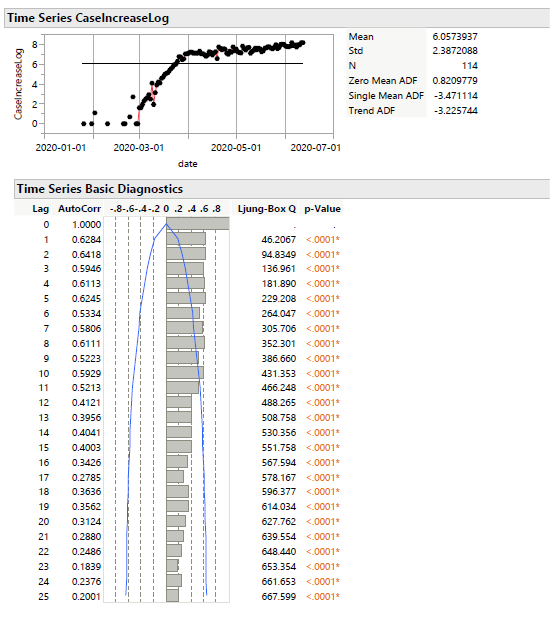 Time Series CaseIncreaseLog
CaseIncreaseLog
8
6
4
2
0
2020-01-01 2020-03-01 2020-05-01 2020-07-01
date
Mean 6.0573937
Std 2.3872088
N 114
Zero Mean ADF 0.8209779
Single Mean ADF -3.471114
Trend ADF -3.225744
Time Series Basic Diagnostics
Lag AutoCorr -.8-.6-.4-.2 0 .2 .4 .6 .8 Ljung-Box Q p-Value
0 1.0000 . .
1 0.6284 46.2067 <.0001*
2 0.6418 94.8349 <.0001*
3 0.5946 136.961 <.0001*
4 0.6113 181.890 <.0001*
5 0.6245 229.208 <.0001*
6 0.5334 264.047 <.0001*
7 0.5806 305.706 <.0001*
8 0.6111 352.301 <.0001*
9 0.5223 386.660 <.0001*
10 0.5929 431.353 <.0001*
11 0.5213 466.248 <.0001*
12 0.4121 488.265 <.0001*
13 0.3956 508.758 <.0001*
14 0.4041 530.356 <.0001*
15 0.4003 551.758 <.0001*
16 0.3426 567.594 <.0001*
17 0.2785 578.167 <.0001*
18 0.3636 596.377 <.0001*
19 0.3562 614.034 <.0001*
20 0.3124 627.762 <.0001*
21 0.2880 639.554 <.0001*
22 0.2486 648.440 <.0001*
23 0.1839 653.354 <.0001*
24 0.2376 661.653 <.0001*
25 0.2001 667.599 <.0001*